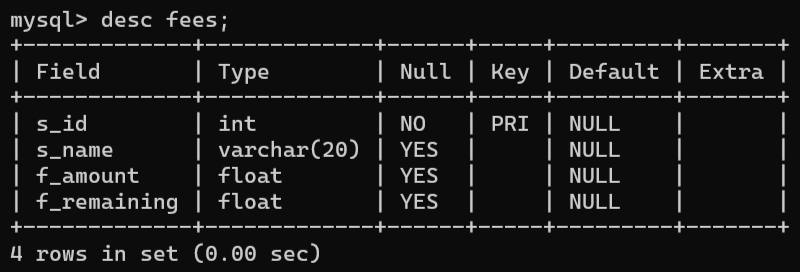 mysql> desc fees;
+-------------+-------------+------+-----+---------+-------+
| Field       | Type        | Null | Key | Default | Extra |
+-------------+-------------+------+-----+---------+-------+
| s_id        | int         | NO   | PRI | NULL    |       |
| s_name      | varchar(20) | YES  |     | NULL    |       |
| f_amount    | float       | YES  |     | NULL    |       |
| f_remaining | float       | YES  |     | NULL    |       |
+-------------+-------------+------+-----+---------+-------+
4 rows in set (0.00 sec)